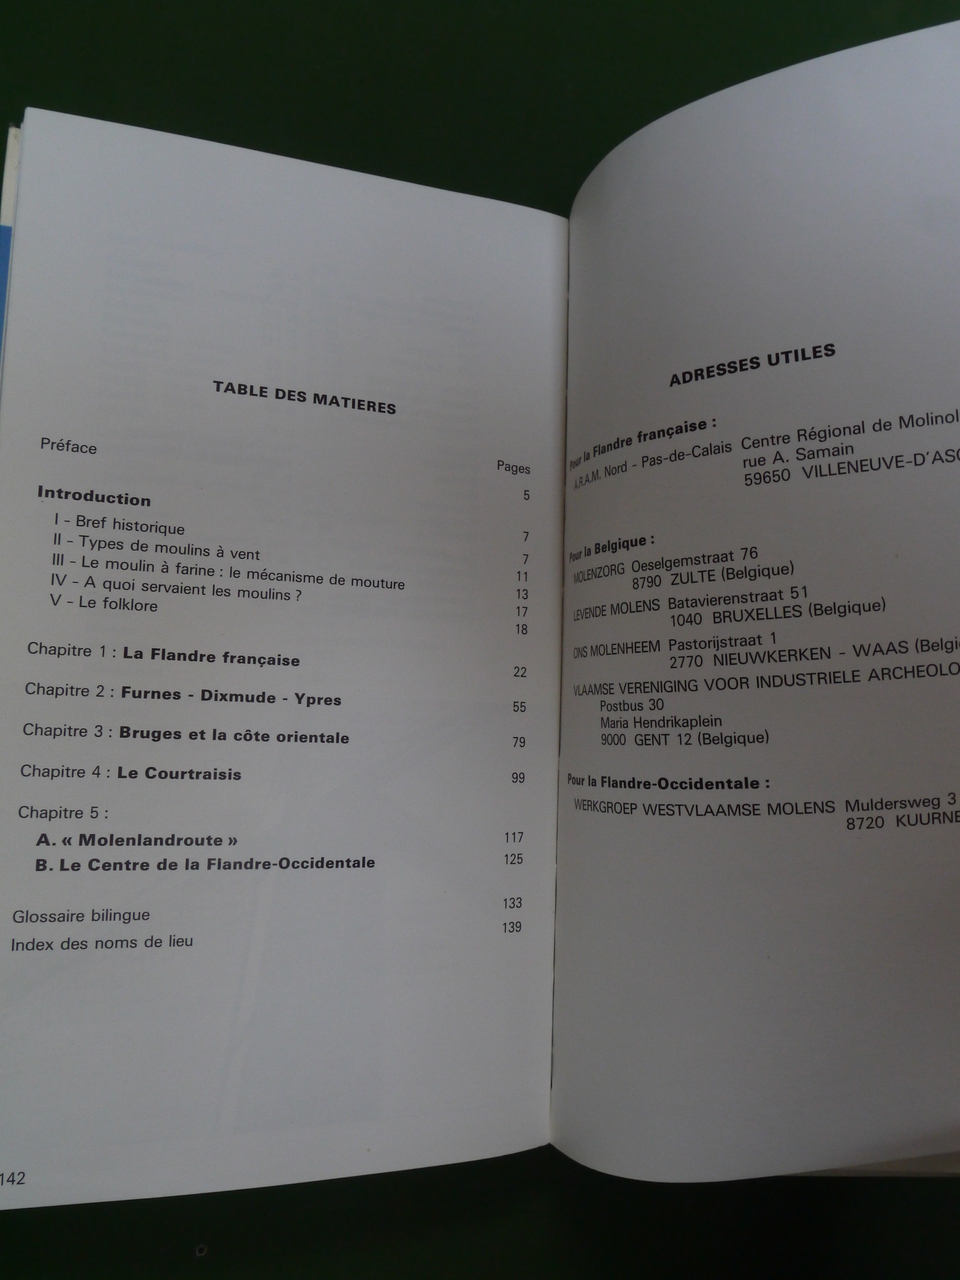 TABLE DES MATIERES
Pages
Préface 5
Introduction 7
I - Bref historique 7
II - Types de moulins à vent 11
III - Le moulin à farine : le mécanisme de mouture 13
IV - A quoi servaient les moulins ? 17
V - Le folklore 18
Chapitre 1 : La Flandre française 22
Chapitre 2 : Furnes - Dixmude - Ypres 55
Chapitre 3 : Bruges et la côte orientale 79
Chapitre 4 : Le Courtraisis 99
Chapitre 5 :
A. « Molenlandroute » 117
B. Le Centre de la Flandre-Occidentale 125
Glossaire bilingue 133
Index des noms de lieu 139
142
ADRESSES UTILES
Pour la Flandre française :
A.R.A.M. Nord - Pas-de-Calais Centre Régional de Molinol
rue A. Samain
59650 VILLENEUVE-D'ASC
Pour la Belgique :
MOLENZORG Oeselgemstraat 76
8790 ZULTE (Belgique)
LEVENDE MOLENS Batavierenstraat 51
1040 BRUXELLES (Belgique)
ONS MOLENHEEM Pastorijstraat 1
2770 NIEUWKERKEN - WAAS (Belgi
VLAAMSE VERENIGING VOOR INDUSTRIELE ARCHEOLO
Postbus 30
Maria Hendrikaplein
9000 GENT 12 (Belgique)
Pour la Flandre-Occidentale :
WERKGROEP WESTVLAAMSE MOLENS Muldersweg 3
8720 KUURNE